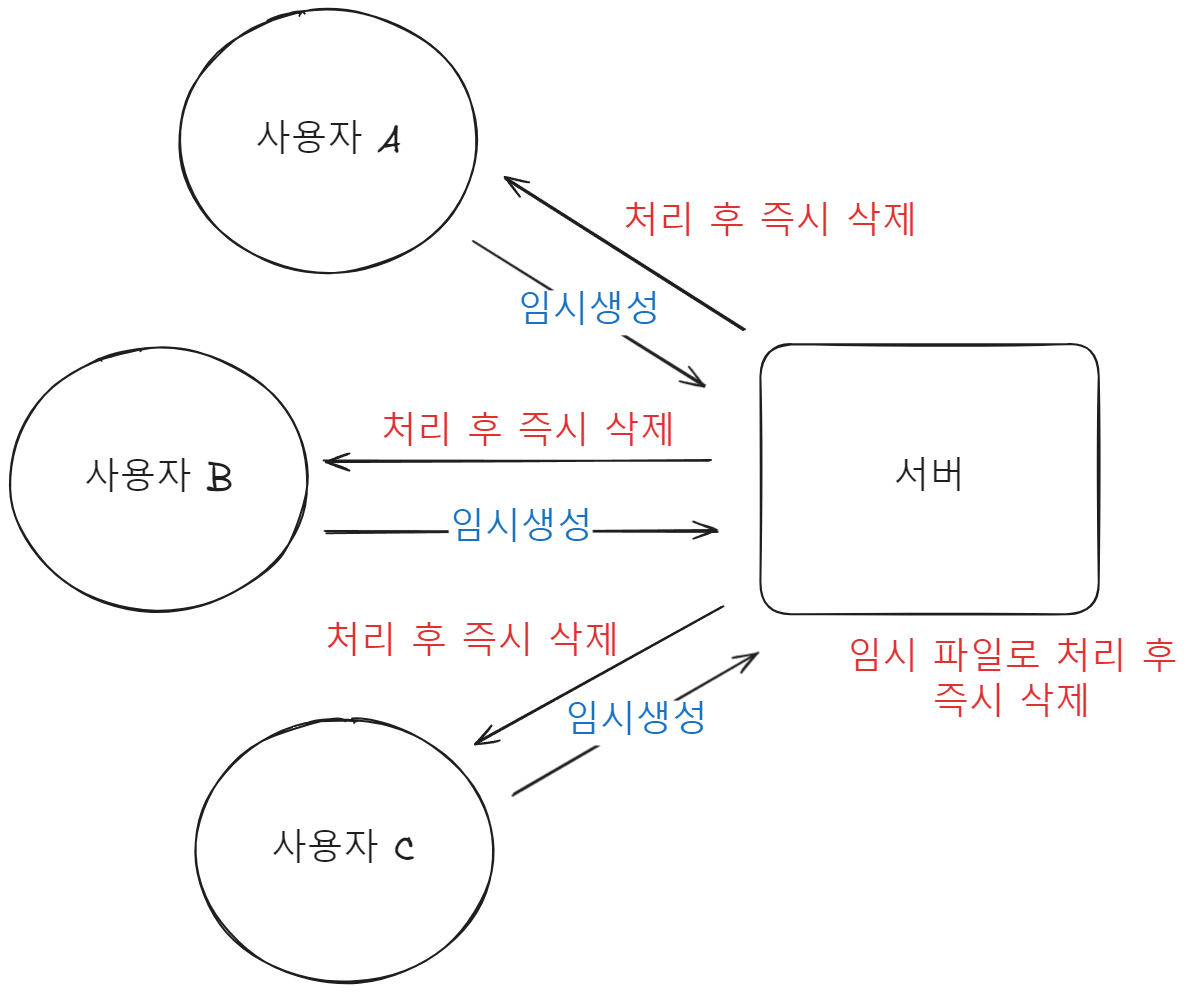 사용자 A
처리 후 즉시 삭제
임시생성
처리 후 즉시 삭제
사용자 B
서버
임시생성
처리 후 즉시 삭제
임시 파일로 처리 후
즉시 삭제
임시생성
사용자 C